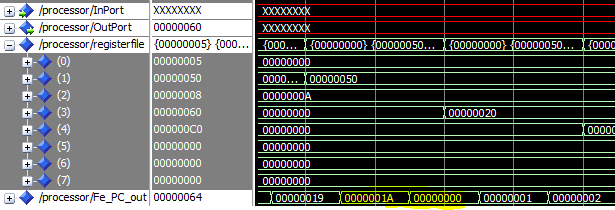 /processor/InPort XXXXXXXX XXXXXXXX
/processor/OutPort 00000060 XXXXXXXX
/processor/registerfile {00000005} {000... {000... {00000000} {00000050... {00000000} {00000050... {000...
(0) 00000005 00000000
(1) 00000050 0000... 00000050
(2) 00000008 0000000A
(3) 00000060 00000000 00000020
(4) 000000C0 00000000 00000
(5) 00000000 00000000
(6) 00000000 00000000
(7) 00000000 00000000
/processor/Fe_PC_out 00000064 00000019 0000001A 00000000 00000001 00000002